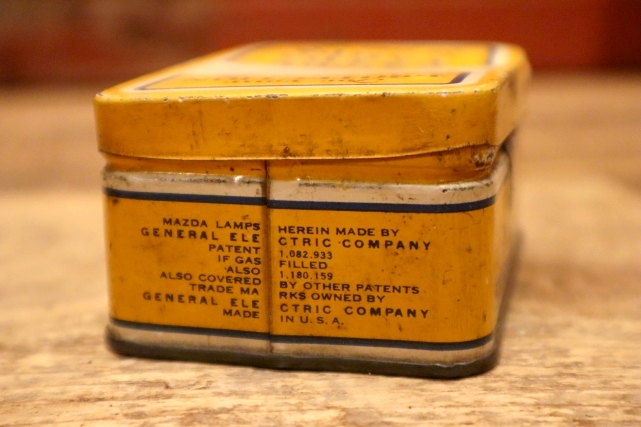 MAZDA LAMPS HEREIN MADE BY
GENERAL ELECTRIC COMPANY
PATENT 1,082,933
IF GAS FILLED
ALSO 1,180,159
ALSO COVERED BY OTHER PATENTS
TRADE MARKS OWNED BY
GENERAL ELECTRIC COMPANY
MADE IN U.S.A.